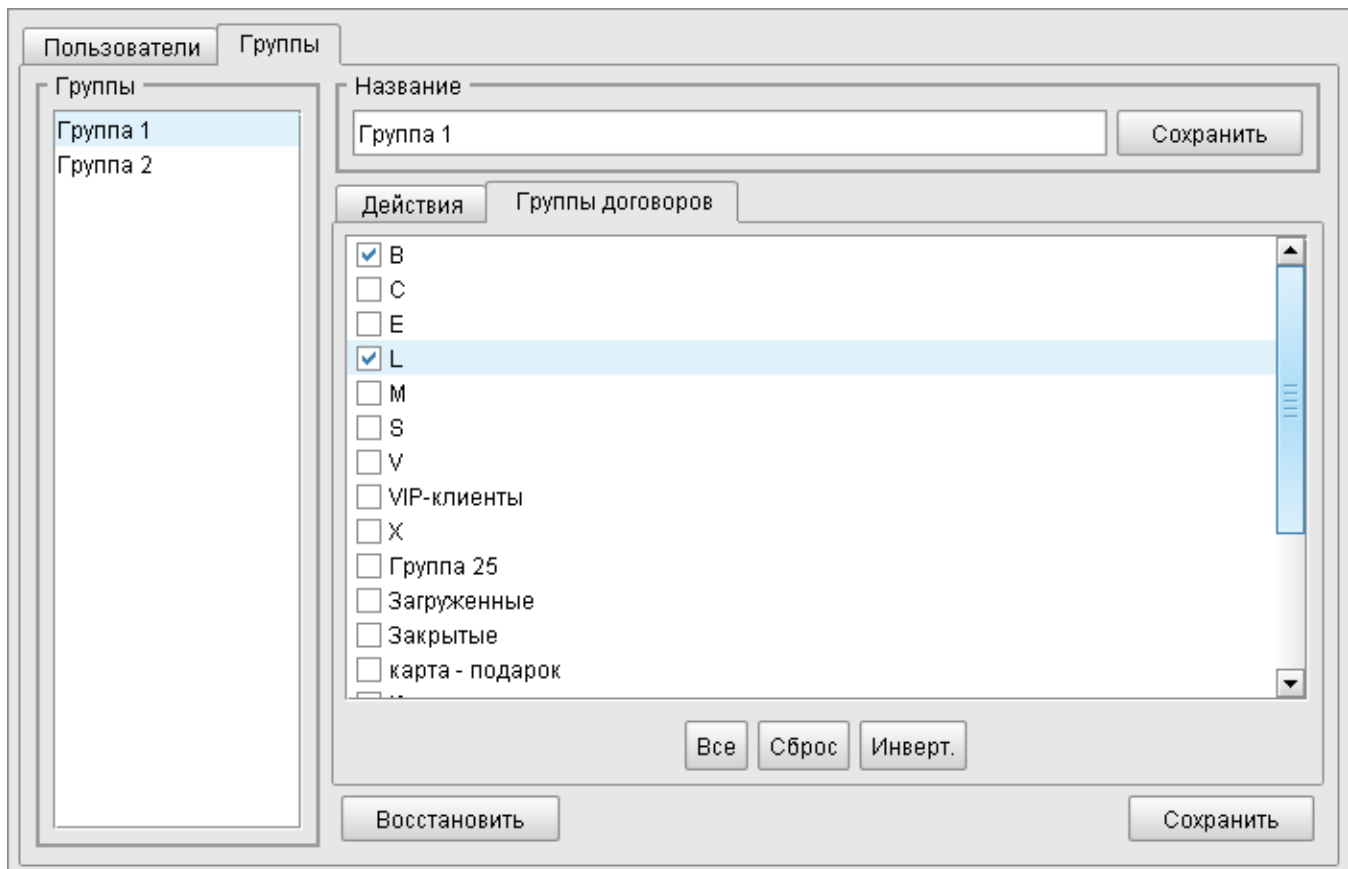 Пользователи
Группы
Группы
Группа 1
Группа 2
Название
Группа 1
Сохранить
Действия
Группы договоров
B
C
E
L
M
S
V
VIP-клиенты
X
Группа 25
Загруженные
Закрытые
карта - подарок
Все
Сброс
Инверт.
Восстановить
Сохранить